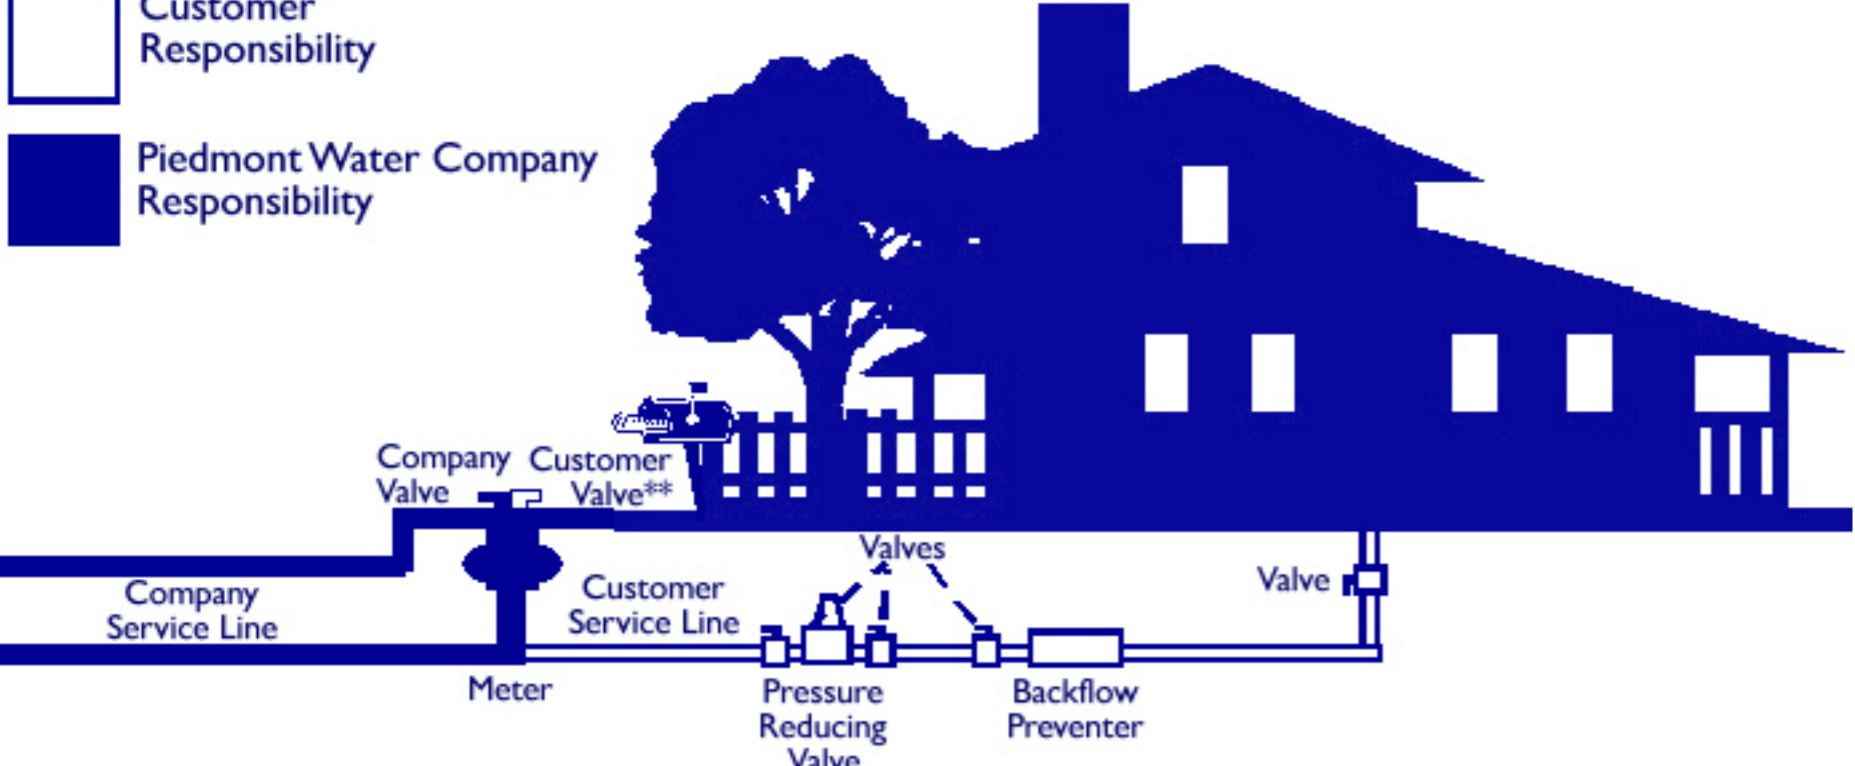 Customer
Responsibility
Piedmont Water Company
Responsibility
Company
Valve
Customer
Valve**
Valves
Company
Service Line
Customer
Service Line
Valve
Meter
Pressure
Reducing
Valve
Backflow
Preventer